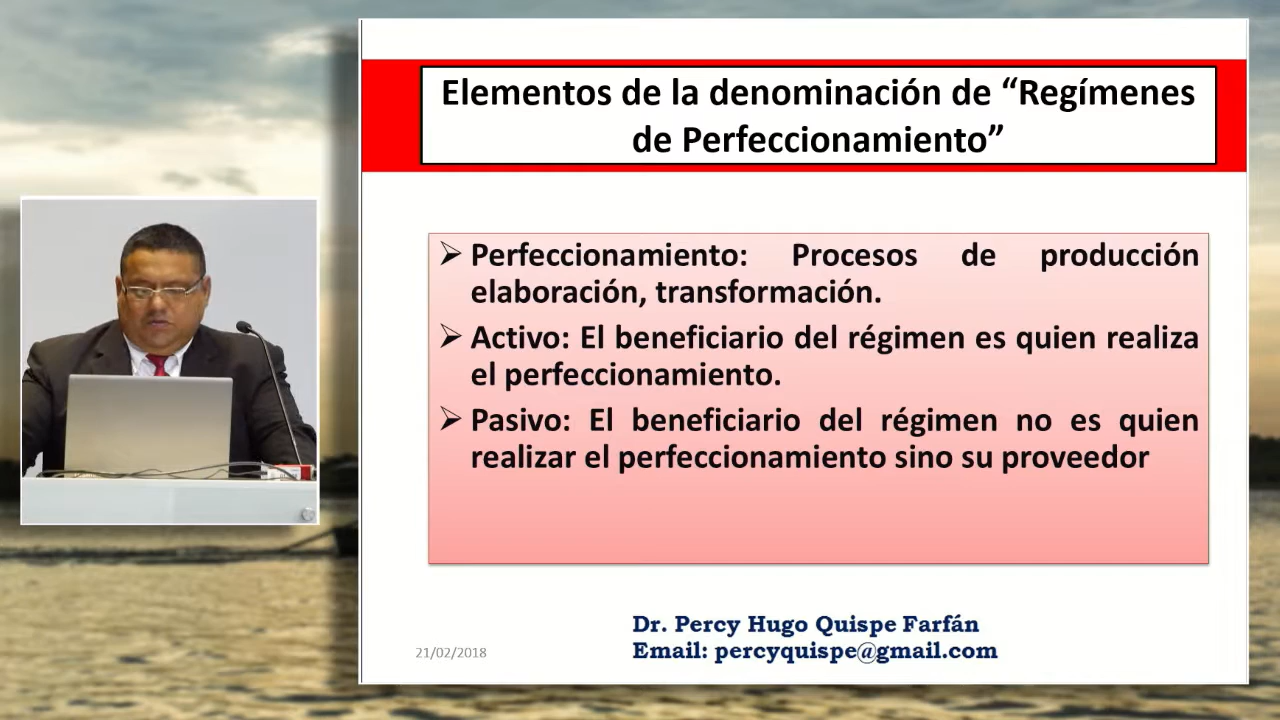 Elementos de la denominación de “Regímenes
de Perfeccionamiento”
➢ Perfeccionamiento: Procesos de producción
elaboración, transformación.
➢ Activo: El beneficiario del régimen es quien realiza
el perfeccionamiento.
➢ Pasivo: El beneficiario del régimen no es quien
realizar el perfeccionamiento sino su proveedor
Dr. Percy Hugo Quispe Farfán
21/02/2018 Email: percyquispe@gmail.com